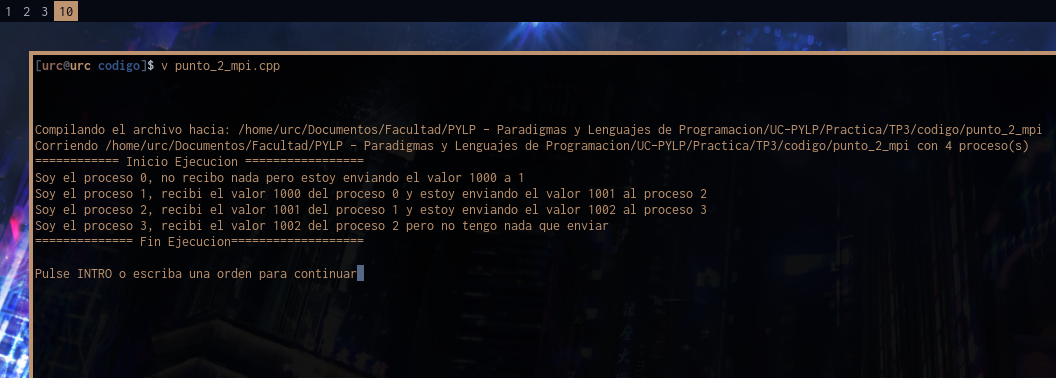 1 2 3 10
[urc@urc codigo]$ v punto_2_mpi.cpp
Compilando el archivo hacia: /home/urc/Documentos/Facultad/PYLP - Paradigmas y Lenguajes de Programacion/UC-PYLP/Practica/TP3/codigo/punto_2_mpi
Corriendo /home/urc/Documentos/Facultad/PYLP - Paradigmas y Lenguajes de Programacion/UC-PYLP/Practica/TP3/codigo/punto_2_mpi con 4 proceso(s)
============ Inicio Ejecucion =================
Soy el proceso 0, no recibo nada pero estoy enviando el valor 1000 a 1
Soy el proceso 1, recibi el valor 1000 del proceso 0 y estoy enviando el valor 1001 al proceso 2
Soy el proceso 2, recibi el valor 1001 del proceso 1 y estoy enviando el valor 1002 al proceso 3
Soy el proceso 3, recibi el valor 1002 del proceso 2 pero no tengo nada que enviar
============== Fin Ejecucion===================
Pulse INTRO o escriba una orden para continuar